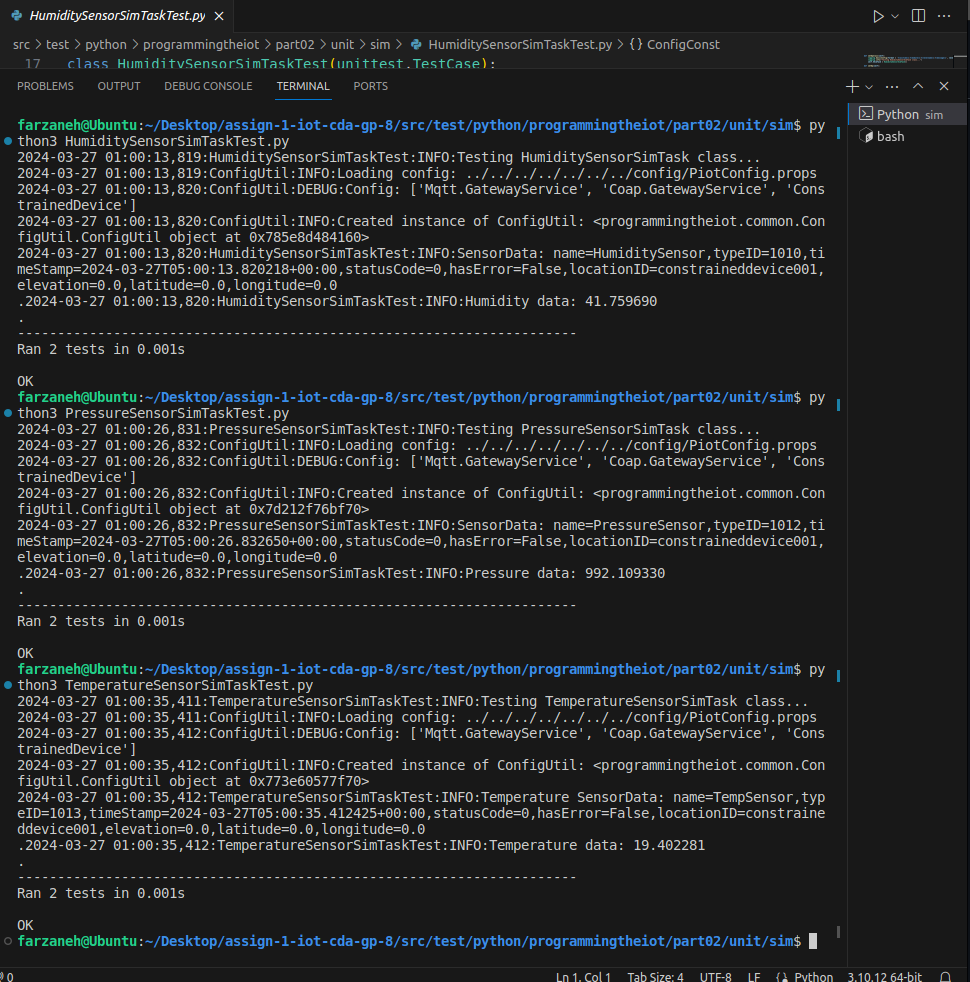 HumiditySensorSimTaskTest.py
src > test > python > programmingtheiot > part02 > unit > sim > HumiditySensorSimTaskTest.py > {} ConfigConst
17 class HumiditySensorSimTaskTest(unittest.TestCase):
PROBLEMS OUTPUT DEBUG CONSOLE TERMINAL PORTS
Python sim
bash
farzaneh@Ubuntu:~/Desktop/assign-1-iot-cda-gp-8/src/test/python/programmingtheiot/part02/unit/sim$ py
thon3 HumiditySensorSimTaskTest.py
2024-03-27 01:00:13,819:HumiditySensorSimTaskTest:INFO:Testing HumiditySensorSimTask class...
2024-03-27 01:00:13,819:ConfigUtil:INFO:Loading config: ../../../../../../../config/PiotConfig.props
2024-03-27 01:00:13,820:ConfigUtil:DEBUG:Config: ['Mqtt.GatewayService', 'Coap.GatewayService', 'Cons
trainedDevice']
2024-03-27 01:00:13,820:ConfigUtil:INFO:Created instance of ConfigUtil: <programmingtheiot.common.Con
figUtil.ConfigUtil object at 0x785e8d484160>
2024-03-27 01:00:13,820:HumiditySensorSimTaskTest:INFO:SensorData: name=HumiditySensor,typeID=1010,ti
meStamp=2024-03-27T05:00:13.820218+00:00,statusCode=0,hasError=False,locationID=constraineddevice001,
elevation=0.0,latitude=0.0,longitude=0.0
.2024-03-27 01:00:13,820:HumiditySensorSimTaskTest:INFO:Humidity data: 41.759690
.
----------------------------------------------------------------------
Ran 2 tests in 0.001s
OK
farzaneh@Ubuntu:~/Desktop/assign-1-iot-cda-gp-8/src/test/python/programmingtheiot/part02/unit/sim$ py
thon3 PressureSensorSimTaskTest.py
2024-03-27 01:00:26,831:PressureSensorSimTaskTest:INFO:Testing PressureSensorSimTask class...
2024-03-27 01:00:26,832:ConfigUtil:INFO:Loading config: ../../../../../../../config/PiotConfig.props
2024-03-27 01:00:26,832:ConfigUtil:DEBUG:Config: ['Mqtt.GatewayService', 'Coap.GatewayService', 'Cons
trainedDevice']
2024-03-27 01:00:26,832:ConfigUtil:INFO:Created instance of ConfigUtil: <programmingtheiot.common.Con
figUtil.ConfigUtil object at 0x7d212f76bf70>
2024-03-27 01:00:26,832:PressureSensorSimTaskTest:INFO:SensorData: name=PressureSensor,typeID=1012,ti
meStamp=2024-03-27T05:00:26.832650+00:00,statusCode=0,hasError=False,locationID=constraineddevice001,
elevation=0.0,latitude=0.0,longitude=0.0
.2024-03-27 01:00:26,832:PressureSensorSimTaskTest:INFO:Pressure data: 992.109330
.
----------------------------------------------------------------------
Ran 2 tests in 0.001s
OK
farzaneh@Ubuntu:~/Desktop/assign-1-iot-cda-gp-8/src/test/python/programmingtheiot/part02/unit/sim$ py
thon3 TemperatureSensorSimTaskTest.py
2024-03-27 01:00:35,411:TemperatureSensorSimTaskTest:INFO:Testing TemperatureSensorSimTask class...
2024-03-27 01:00:35,411:ConfigUtil:INFO:Loading config: ../../../../../../../config/PiotConfig.props
2024-03-27 01:00:35,412:ConfigUtil:DEBUG:Config: ['Mqtt.GatewayService', 'Coap.GatewayService', 'Cons
trainedDevice']
2024-03-27 01:00:35,412:ConfigUtil:INFO:Created instance of ConfigUtil: <programmingtheiot.common.Con
figUtil.ConfigUtil object at 0x773e60577f70>
2024-03-27 01:00:35,412:TemperatureSensorSimTaskTest:INFO:Temperature SensorData: name=TempSensor,typ
eID=1013,timeStamp=2024-03-27T05:00:35.412425+00:00,statusCode=0,hasError=False,locationID=constraine
ddevice001,elevation=0.0,latitude=0.0,longitude=0.0
.2024-03-27 01:00:35,412:TemperatureSensorSimTaskTest:INFO:Temperature data: 19.402281
.
----------------------------------------------------------------------
Ran 2 tests in 0.001s
OK
farzaneh@Ubuntu:~/Desktop/assign-1-iot-cda-gp-8/src/test/python/programmingtheiot/part02/unit/sim$
0 Ln 1, Col 1 Tab Size: 4 UTF-8 LF Python 3.10.12 64-bit